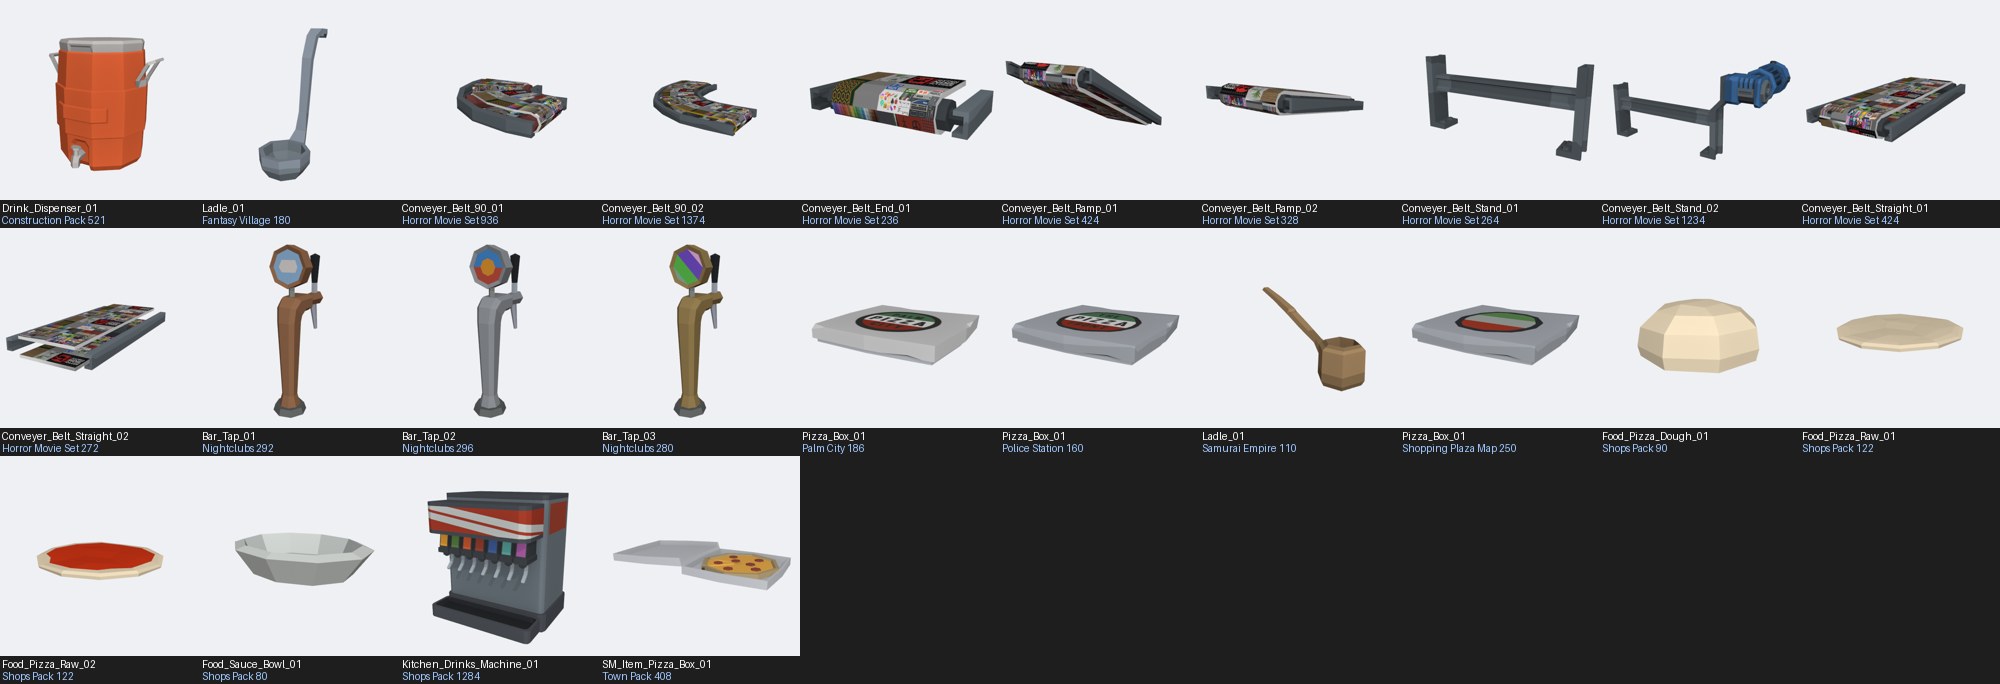 Drink_Dispenser_01
Construction Pack 521
Ladle_01
Fantasy Village 180
Conveyer_Belt_90_01
Horror Movie Set 936
Conveyer_Belt_90_02
Horror Movie Set 1374
Conveyer_Belt_End_01
Horror Movie Set 236
Conveyer_Belt_Ramp_01
Horror Movie Set 424
Conveyer_Belt_Ramp_02
Horror Movie Set 328
Conveyer_Belt_Stand_01
Horror Movie Set 264
Conveyer_Belt_Stand_02
Horror Movie Set 1234
Conveyer_Belt_Straight_01
Horror Movie Set 424
PIZZA
PIZZA
Conveyer_Belt_Straight_02
Horror Movie Set 272
Bar_Tap_01
Nightclubs 292
Bar_Tap_02
Nightclubs 296
Bar_Tap_03
Nightclubs 280
Pizza_Box_01
Palm City 186
Pizza_Box_01
Police Station 160
Ladle_01
Samurai Empire 110
Pizza_Box_01
Shopping Plaza Map 250
Food_Pizza_Dough_01
Shops Pack 90
Food_Pizza_Raw_01
Shops Pack 122
Food_Pizza_Raw_02
Shops Pack 122
Food_Sauce_Bowl_01
Shops Pack 80
Kitchen_Drinks_Machine_01
Shops Pack 1284
SM_Item_Pizza_Box_01
Town Pack 408